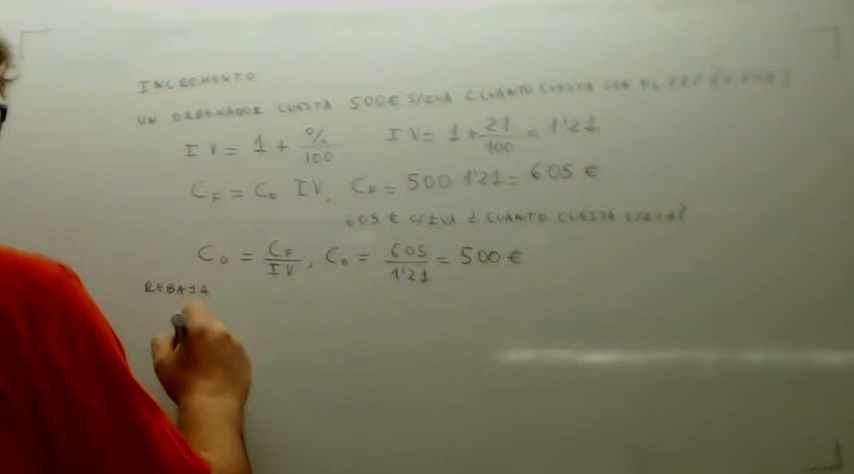 INCREMENTO
UN ORDENADOR CUESTA 500€ S/IVA ¿CUÁNTO CUESTA CON EL
IV = 1 + %/100 IV = 1 + 21/100 = 1'21
CF = C0 IV, CF = 500 · 1'21 = 605 €
605 € C/IVA ¿ CUÁNTO CUESTA S/IVA?
C0 = CF/IV, C0 = 605/1'21 = 500 €
REBAJA